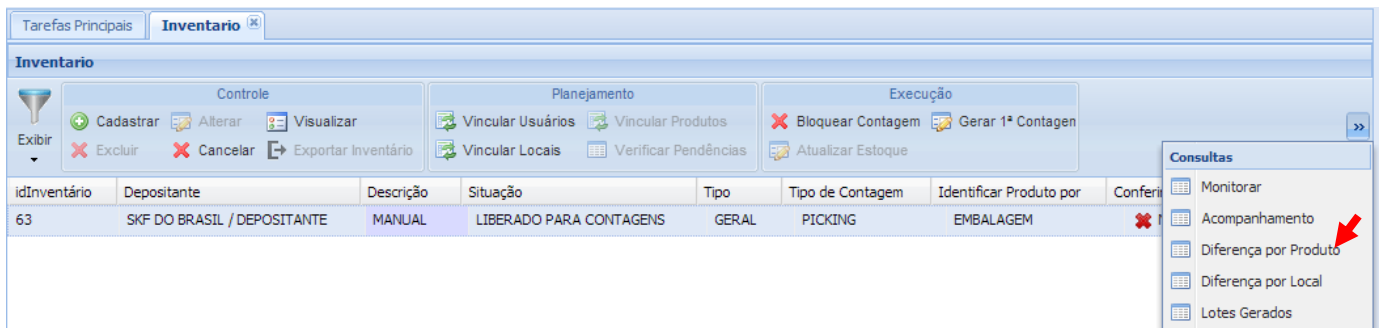 Tarefas Principais Inventario
Inventario
Exibir
Controle
Cadastrar Alterar Visualizar
Excluir Cancelar Exportar Inventário
Planejamento
Vincular Usuários Vincular Produtos
Vincular Locais Verificar Pendências
Execução
Bloquear Contagem Gerar 1ª Contagem
Atualizar Estoque
»
Consultas
Monitorar
Acompanhamento
Diferença por Produto
Diferença por Local
Lotes Gerados
idInventário Depositante Descrição Situação Tipo Tipo de Contagem Identificar Produto por Conferi
63 SKF DO BRASIL / DEPOSITANTE MANUAL LIBERADO PARA CONTAGENS GERAL PICKING EMBALAGEM